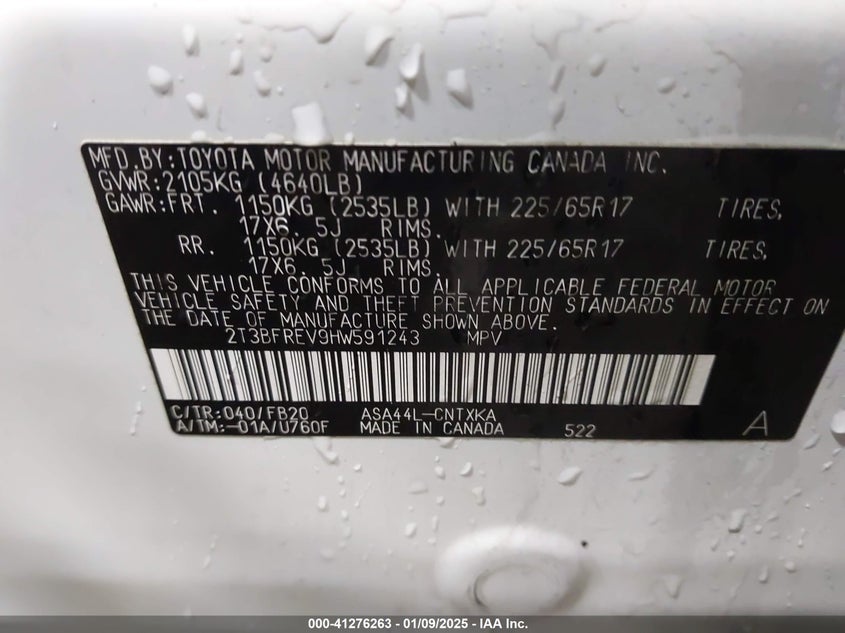 MFD.BY:TOYOTA MOTOR MANUFACTURING CANADA INC.
GVWR:2105KG (4640LB)
GAWR:FRT. 1150KG (2535LB) WITH 225/65R17 TIRES,
17X6. 5J RIMS.
RR. 1150KG (2535LB) WITH 225/65R17 TIRES,
17X6. 5J RIMS.
THIS VEHICLE CONFORMS TO ALL APPLICABLE FEDERAL MOTOR
VEHICLE SAFETY AND THEFT PREVENTION STANDARDS IN EFFECT ON
THE DATE OF MANUFACTURE SHOWN ABOVE.
2T3BFREV9HW591243 MPV
C/TR:040/FB20 ASA44L-CNTXKA
A/TM:-01A/U760F MADE IN CANADA 522 A
000-41276263 - 01/09/2025 - IAA Inc.